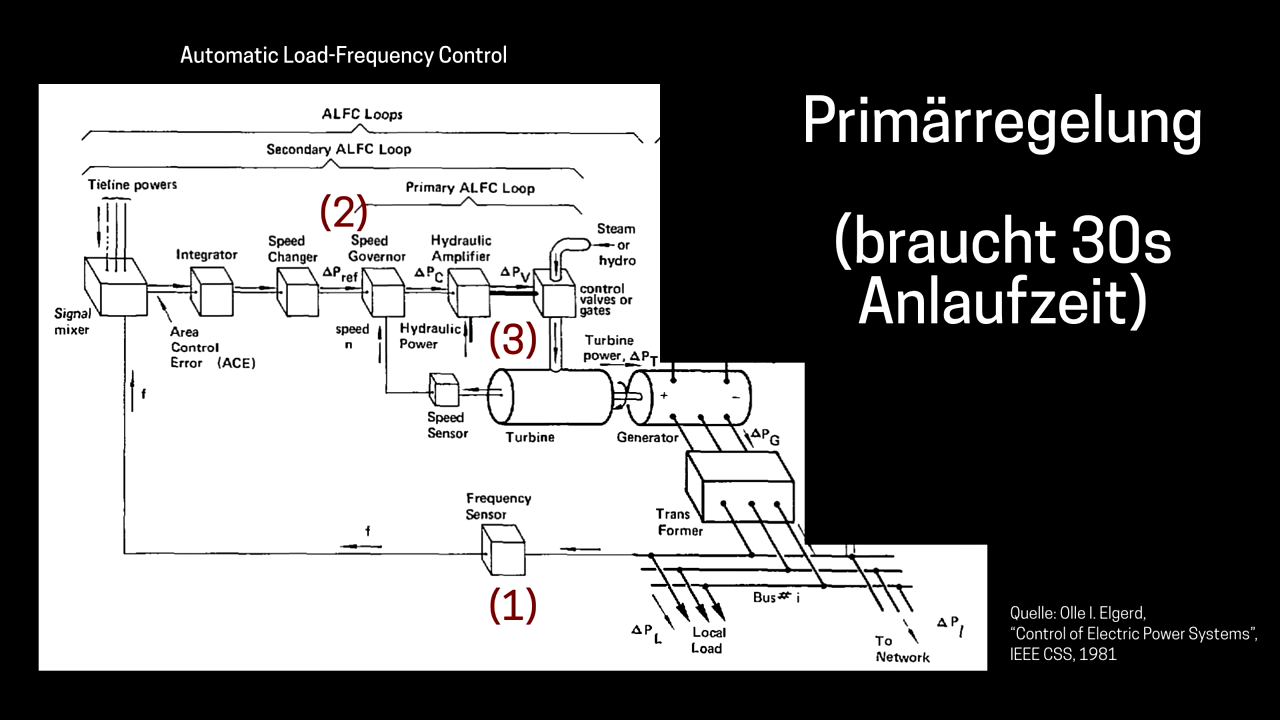 Automatic Load-Frequency Control
Primärregelung
(braucht 30s
Anlaufzeit)
ALFC Loops
Secondary ALFC Loop
Primary ALFC Loop
Tieline powers
(2)
Integrator
Speed
Changer
Speed
Governor
Hydraulic
Amplifier
Steam
or
hydro
ΔPref
ΔPC
ΔPV
control
valves or
gates
Signal
mixer
Area
Control
Error (ACE)
speed
n
Hydraulic
Power
(3)
Turbine
power, ΔPT
f
+
–
Speed
Sensor
Turbine
Generator
ΔPG
Trans
Former
Frequency
Sensor
f
(1)
Bus # i
ΔPL
Local
Load
To
Network
ΔPl
Quelle: Olle I. Elgerd,
“Control of Electric Power Systems”,
IEEE CSS, 1981